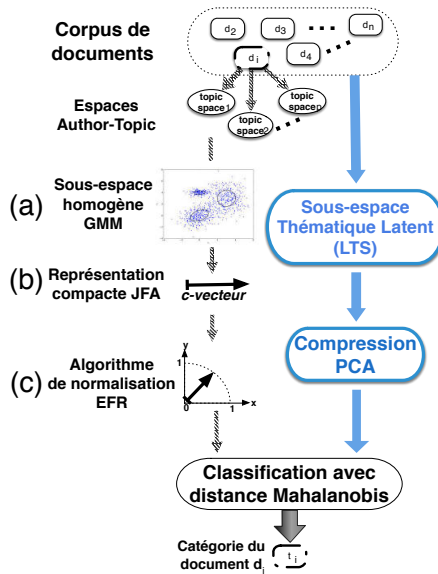 Corpus de
documents
d2
d3
dn
di
d4
Espaces
Author-Topic
topic
space1
topic
space2
topic
spacep
(a)
Sous-espace
homogène
GMM
Sous-espace
Thématique Latent
(LTS)
(b)
Représentation
compacte JFA
c-vecteur
Compression
PCA
(c)
Algorithme
de normalisation
EFR
y
1
0
1
x
Classification avec
distance Mahalanobis
Catégorie du
document di
ti